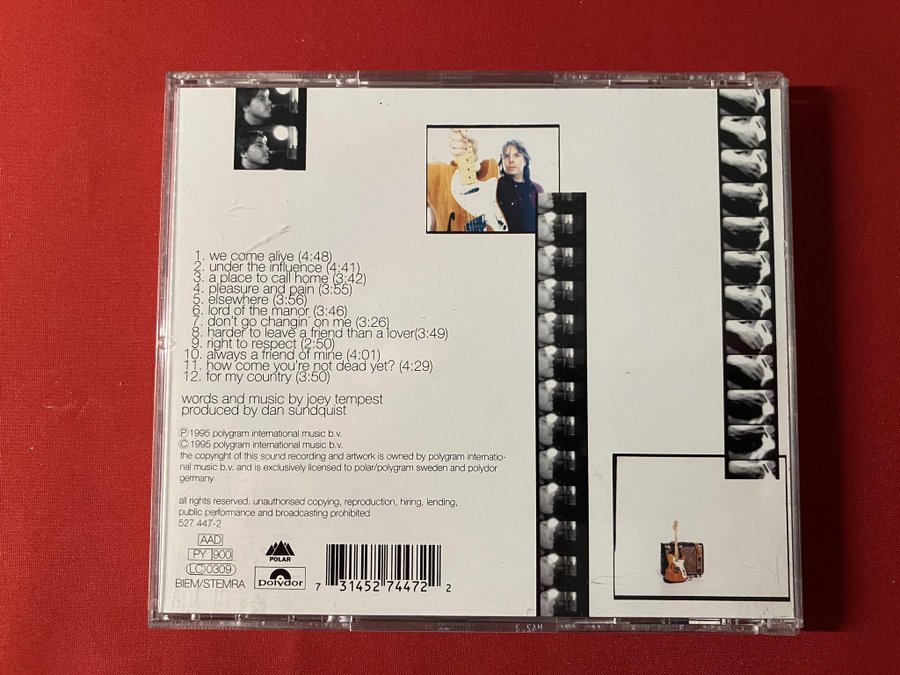 1. we come alive (4:48)
2. under the influence (4:41)
3. a place to call home (3:42)
4. pleasure and pain (3:55)
5. elsewhere (3:56)
6. lord of the manor (3:46)
7. don't go changin' on me (3:26)
8. harder to leave a friend than a lover(3:49)
9. right to respect (2:50)
10. always a friend of mine (4:01)
11. how come you're not dead yet? (4:29)
12. for my country (3:50)
words and music by joey tempest
produced by dan sundquist
℗ 1995 polygram international music b.v.
© 1995 polygram international music b.v.
the copyright of this sound recording and artwork is owned by polygram internatio-
nal music b.v. and is exclusively licensed to polar/polygram sweden and polydor
germany
all rights reserved. unauthorised copying, reproduction, hiring, lending,
public performance and broadcasting prohibited
527 447-2
AAD
PY 900
LC 0309
BIEM/STEMRA
POLAR
polydor
7 31452 74472 2